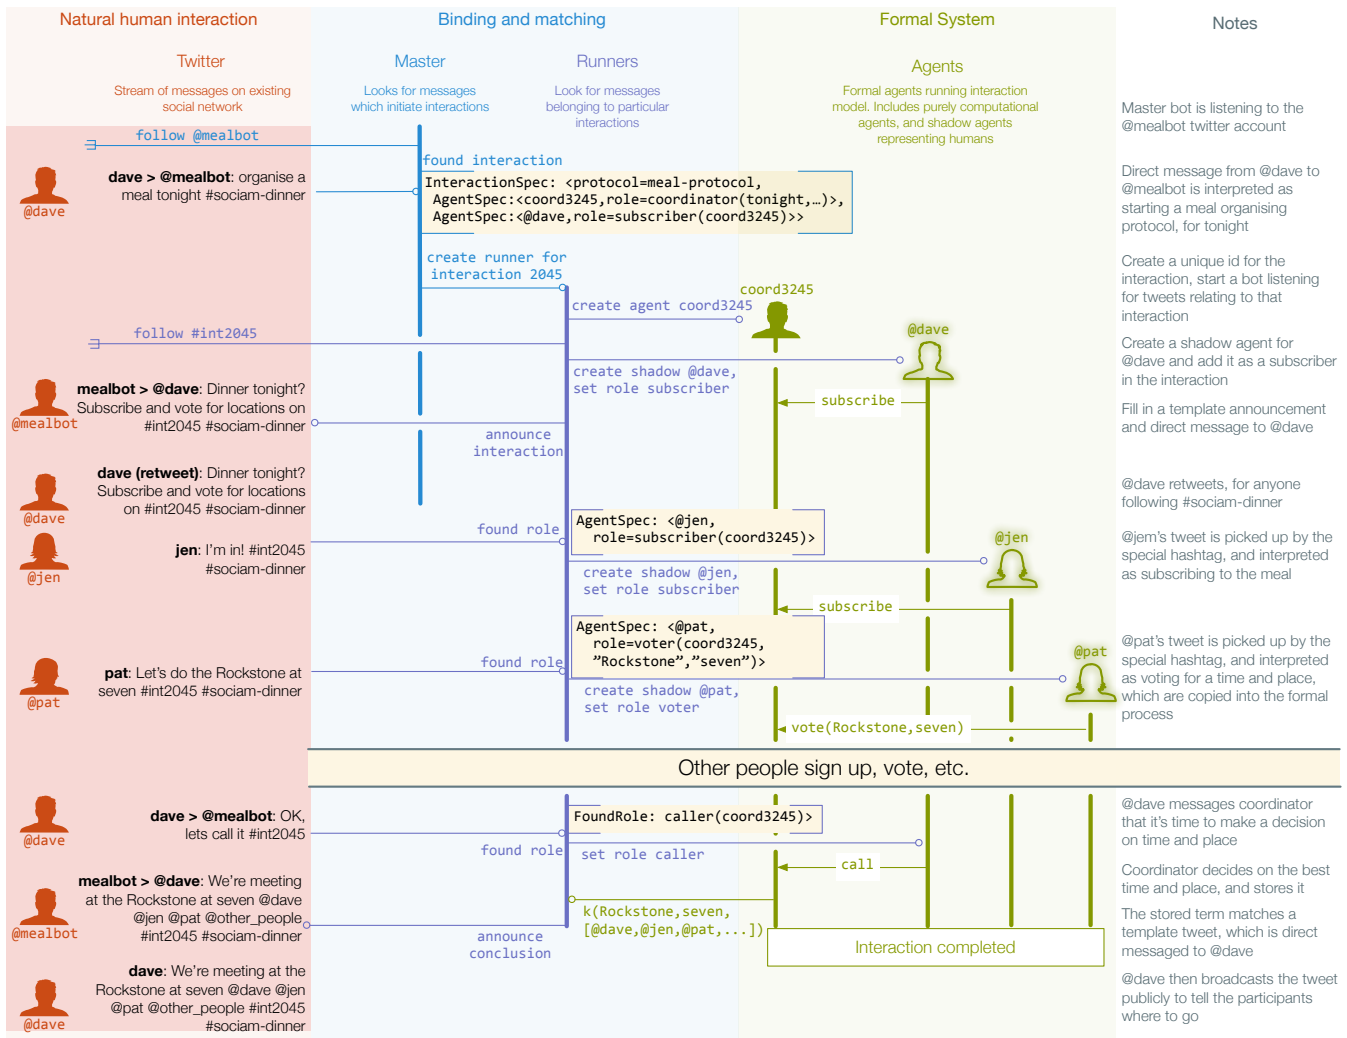 Natural human interaction
Binding and matching
Formal System
Notes
Twitter
Master
Runners
Agents
Stream of messages on existing
social network
Looks for messages
which initiate interactions
Look for messages
belonging to particular
interactions
Formal agents running interaction
model. Includes purely computational
agents, and shadow agents
representing humans
Master bot is listening to the
@mealbot twitter account
follow @mealbot
found interaction
dave > @mealbot: organise a
meal tonight #sociam-dinner
@dave
InteractionSpec: <protocol=meal-protocol,
AgentSpec:<coord3245,role=coordinator(tonight,…)>,
AgentSpec:<@dave,role=subscriber(coord3245)>>
Direct message from @dave to
@mealbot is interpreted as
starting a meal organising
protocol, for tonight
create runner for
interaction 2045
Create a unique id for the
interaction, start a bot listening
for tweets relating to that
interaction
coord3245
create agent coord3245
follow #int2045
@dave
create shadow @dave,
set role subscriber
Create a shadow agent for
@dave and add it as a subscriber
in the interaction
mealbot > @dave: Dinner tonight?
Subscribe and vote for locations on
#int2045 #sociam-dinner
@mealbot
subscribe
announce
interaction
Fill in a template announcement
and direct message to @dave
dave (retweet): Dinner tonight?
Subscribe and vote for locations
on #int2045 #sociam-dinner
@dave
@dave retweets, for anyone
following #sociam-dinner
found role
AgentSpec: <@jen,
role=subscriber(coord3245)>
jen: I'm in! #int2045
#sociam-dinner
@jen
@jen
create shadow @jen,
set role subscriber
@jem's tweet is picked up by the
special hashtag, and interpreted
as subscribing to the meal
subscribe
AgentSpec: <@pat,
role=voter(coord3245,
”Rockstone”,”seven”)>
found role
pat: Let's do the Rockstone at
seven #int2045 #sociam-dinner
@pat
@pat
create shadow @pat,
set role voter
@pat's tweet is picked up by the
special hashtag, and interpreted
as voting for a time and place,
which are copied into the formal
process
vote(Rockstone,seven)
Other people sign up, vote, etc.
dave > @mealbot: OK,
lets call it #int2045
@dave
FoundRole: caller(coord3245)>
found role
set role caller
@dave messages coordinator
that it's time to make a decision
on time and place
call
Coordinator decides on the best
time and place, and stores it
mealbot > @dave: We're meeting
at the Rockstone at seven @dave
@jen @pat @other_people
#int2045 #sociam-dinner
@mealbot
k(Rockstone,seven,
[@dave,@jen,@pat,...])
announce
conclusion
Interaction completed
The stored term matches a
template tweet, which is direct
messaged to @dave
dave: We're meeting at the
Rockstone at seven @dave @jen
@pat @other_people #int2045
#sociam-dinner
@dave
@dave then broadcasts the tweet
publicly to tell the participants
where to go